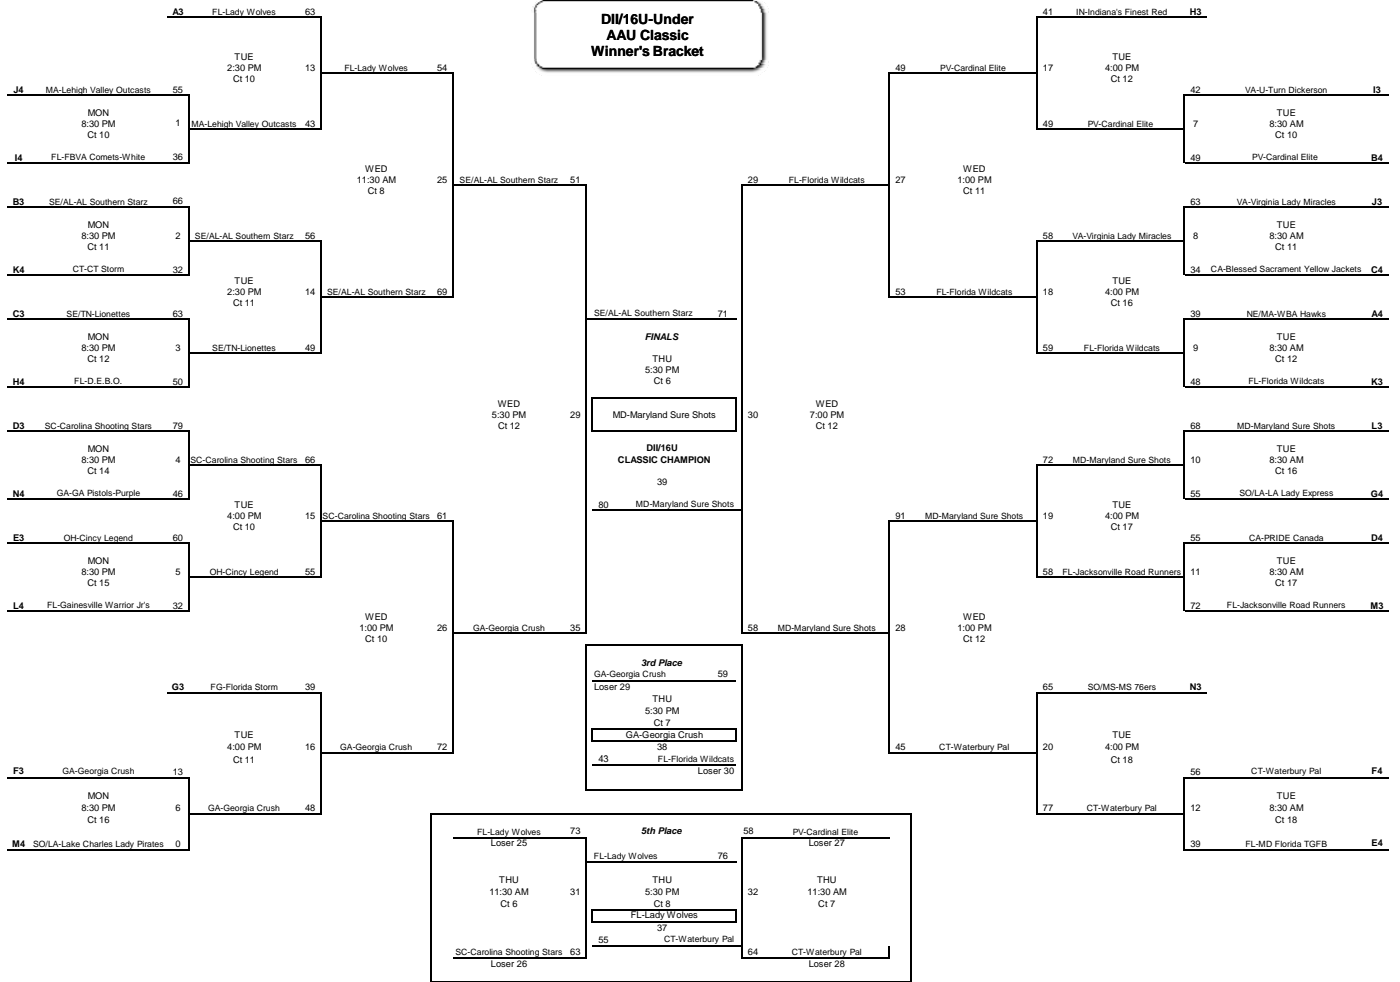 DII/16U-Under
AAU Classic
Winner's Bracket
A3 FL-Lady Wolves 63
TUE
2:30 PM
Ct 10
13 FL-Lady Wolves 54
J4 MA-Lehigh Valley Outcasts 55
MON
8:30 PM
Ct 10
1 MA-Lehigh Valley Outcasts 43
I4 FL-FBVA Comets-White 36
WED
11:30 AM
Ct 8
25 SE/AL-AL Southern Starz 51
B3 SE/AL-AL Southern Starz 66
MON
8:30 PM
Ct 11
2 SE/AL-AL Southern Starz 56
K4 CT-CT Storm 32
TUE
2:30 PM
Ct 11
14 SE/AL-AL Southern Starz 69
C3 SE/TN-Lionettes 63
MON
8:30 PM
Ct 12
3 SE/TN-Lionettes 49
H4 FL-D.E.B.O. 50
WED
5:30 PM
Ct 12
29
D3 SC-Carolina Shooting Stars 79
MON
8:30 PM
Ct 14
4 SC-Carolina Shooting Stars 66
N4 GA-GA Pistols-Purple 46
TUE
4:00 PM
Ct 10
15 SC-Carolina Shooting Stars 61
E3 OH-Cincy Legend 60
MON
8:30 PM
Ct 15
5 OH-Cincy Legend 55
L4 FL-Gainesville Warrior Jr's 32
WED
1:00 PM
Ct 10
26 GA-Georgia Crush 35
G3 FG-Florida Storm 39
TUE
4:00 PM
Ct 11
16 GA-Georgia Crush 72
F3 GA-Georgia Crush 13
MON
8:30 PM
Ct 16
6 GA-Georgia Crush 48
M4 SO/LA-Lake Charles Lady Pirates 0
SE/AL-AL Southern Starz 71
FINALS
THU
5:30 PM
Ct 6
MD-Maryland Sure Shots
DII/16U
CLASSIC CHAMPION
39
80 MD-Maryland Sure Shots
41 IN-Indiana's Finest Red H3
TUE
4:00 PM
Ct 12
49 PV-Cardinal Elite 17
42 VA-U-Turn Dickerson I3
TUE
8:30 AM
Ct 10
49 PV-Cardinal Elite 7
49 PV-Cardinal Elite B4
WED
1:00 PM
Ct 11
29 FL-Florida Wildcats 27
63 VA-Virginia Lady Miracles J3
TUE
8:30 AM
Ct 11
58 VA-Virginia Lady Miracles 8
34 CA-Blessed Sacrament Yellow Jackets C4
TUE
4:00 PM
Ct 16
53 FL-Florida Wildcats 18
39 NE/MA-WBA Hawks A4
TUE
8:30 AM
Ct 12
59 FL-Florida Wildcats 9
48 FL-Florida Wildcats K3
WED
7:00 PM
Ct 12
30
68 MD-Maryland Sure Shots L3
TUE
8:30 AM
Ct 16
72 MD-Maryland Sure Shots 10
55 SO/LA-LA Lady Express G4
TUE
4:00 PM
Ct 17
91 MD-Maryland Sure Shots 19
55 CA-PRIDE Canada D4
TUE
8:30 AM
Ct 17
58 FL-Jacksonville Road Runners 11
72 FL-Jacksonville Road Runners M3
WED
1:00 PM
Ct 12
58 MD-Maryland Sure Shots 28
65 SO/MS-MS 76ers N3
TUE
4:00 PM
Ct 18
45 CT-Waterbury Pal 20
56 CT-Waterbury Pal F4
TUE
8:30 AM
Ct 18
77 CT-Waterbury Pal 12
39 FL-MD Florida TGFB E4
3rd Place
GA-Georgia Crush 59
Loser 29
THU
5:30 PM
Ct 7
GA-Georgia Crush
38
43 FL-Florida Wildcats
Loser 30
5th Place
FL-Lady Wolves 73
Loser 25
THU
11:30 AM
Ct 6
31
SC-Carolina Shooting Stars 63
Loser 26
FL-Lady Wolves 76
THU
5:30 PM
Ct 8
FL-Lady Wolves
37
55 CT-Waterbury Pal
58 PV-Cardinal Elite
Loser 27
THU
11:30 AM
Ct 7
32
64 CT-Waterbury Pal
Loser 28